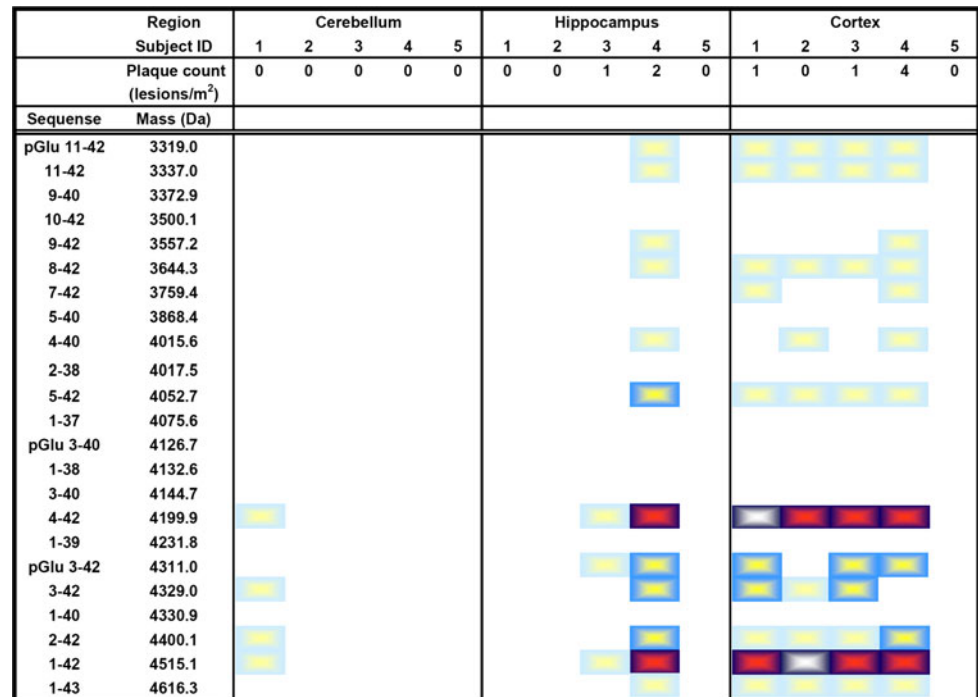 Region Cerebellum Hippocampus Cortex
Subject ID 1 2 3 4 5 1 2 3 4 5 1 2 3 4 5
Plaque count 0 0 0 0 0 0 0 1 2 0 1 0 1 4 0
(lesions/m²)
Sequense Mass (Da)
pGlu 11-42 3319.0
11-42 3337.0
9-40 3372.9
10-42 3500.1
9-42 3557.2
8-42 3644.3
7-42 3759.4
5-40 3868.4
4-40 4015.6
2-38 4017.5
5-42 4052.7
1-37 4075.6
pGlu 3-40 4126.7
1-38 4132.6
3-40 4144.7
4-42 4199.9
1-39 4231.8
pGlu 3-42 4311.0
3-42 4329.0
1-40 4330.9
2-42 4400.1
1-42 4515.1
1-43 4616.3